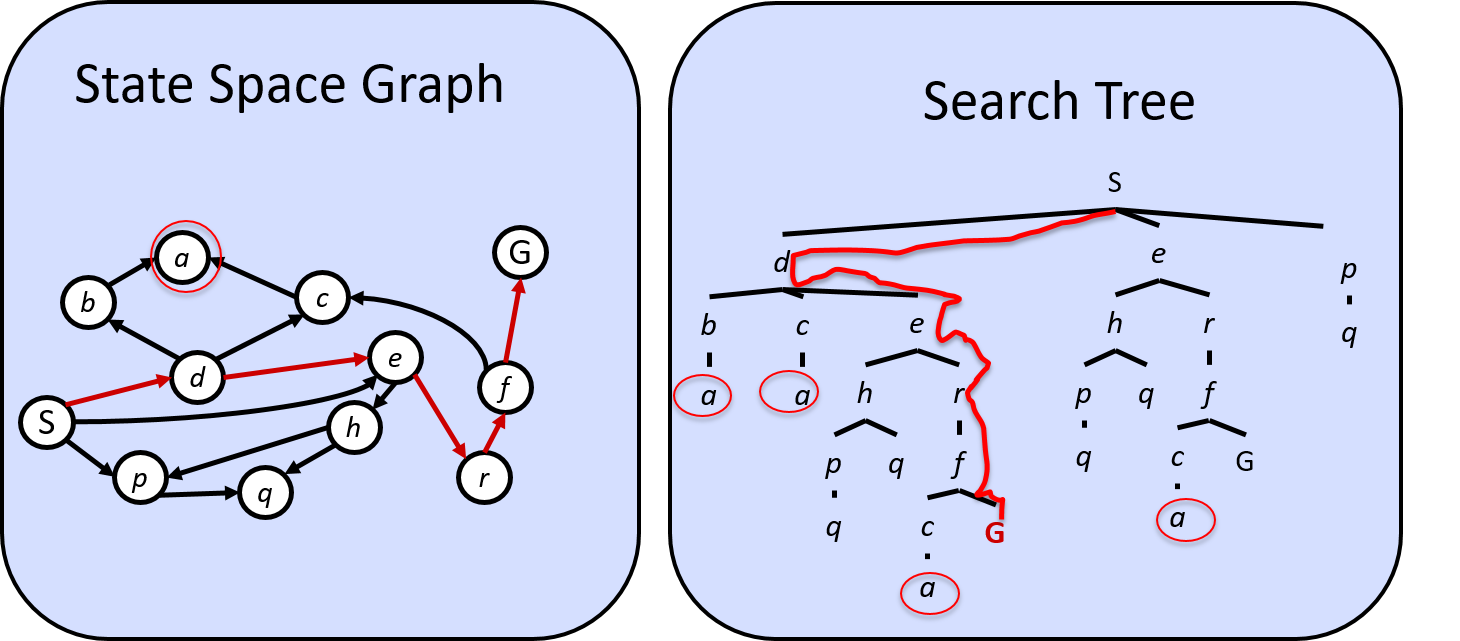 State Space Graph
a
G
b
c
d
e
f
S
h
p
q
r
Search Tree
S
d e p
b c e h r q
a a h r p q f
p q f q c G
q c G a
a